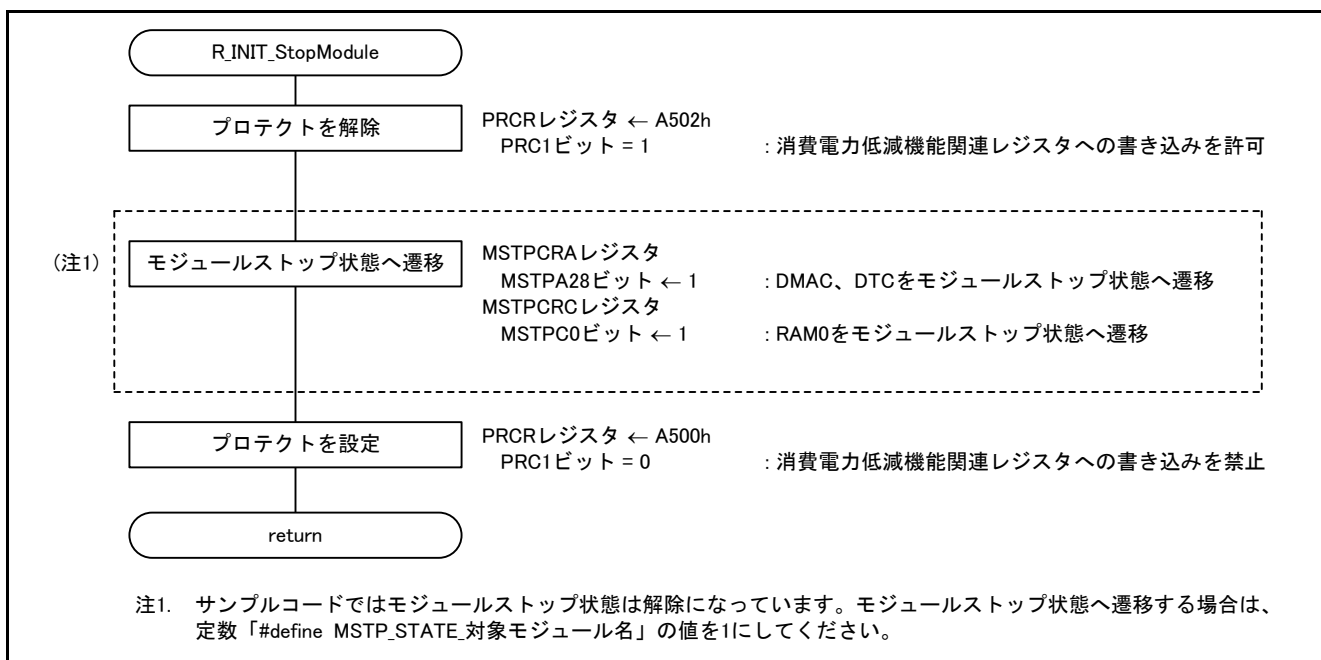 R_INIT_StopModule
プロテクトを解除
PRCRレジスタ ← A502h
PRC1ビット = 1 : 消費電力低減機能関連レジスタへの書き込みを許可
(注1)
モジュールストップ状態へ遷移
MSTPCRAレジスタ
MSTPA28ビット ← 1 : DMAC、DTCをモジュールストップ状態へ遷移
MSTPCRCレジスタ
MSTPC0ビット ← 1 : RAM0をモジュールストップ状態へ遷移
プロテクトを設定
PRCRレジスタ ← A500h
PRC1ビット = 0 : 消費電力低減機能関連レジスタへの書き込みを禁止
return
注1. サンプルコードではモジュールストップ状態は解除になっています。モジュールストップ状態へ遷移する場合は、
定数「#define MSTP_STATE_対象モジュール名」の値を1にしてください。